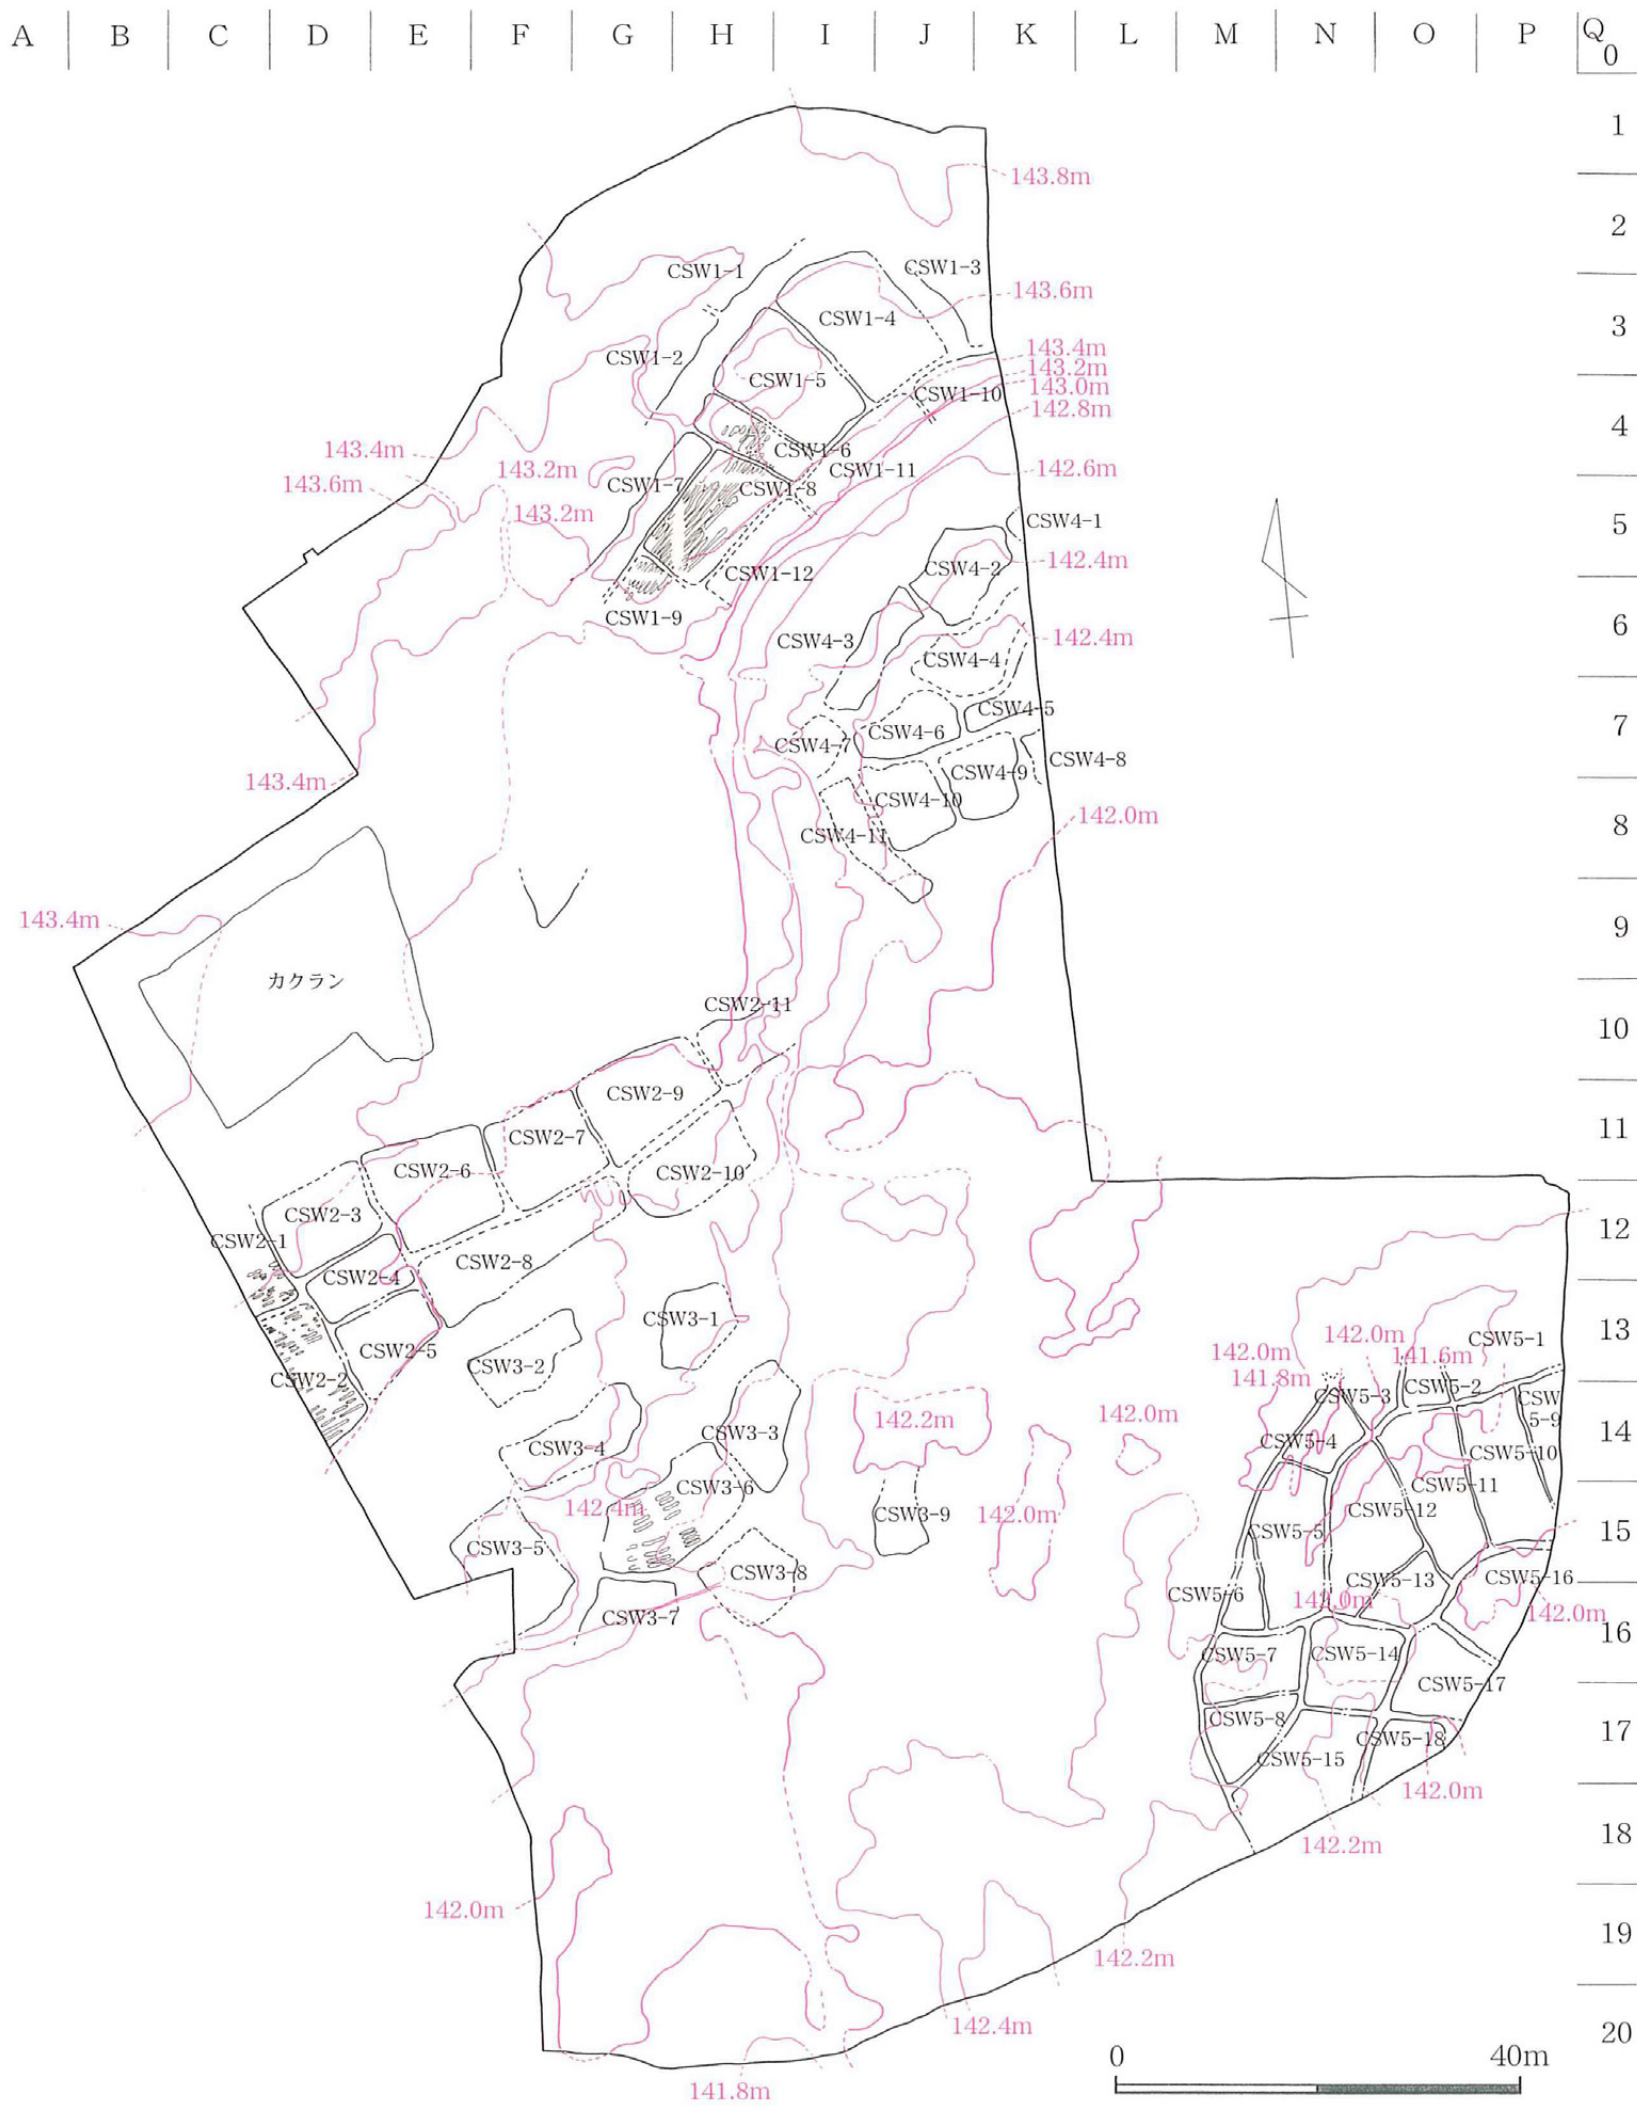 A B C D E F G H I J K L M N O P Q
0
1
143.8m
2
CSW1-1
CSW1-3
143.6m
CSW1-4
3
CSW1-2
143.4m
143.2m
CSW1-5
143.0m
CSW1-10
142.8m
4
143.4m
CSW1-6
143.2m
CSW1-11
142.6m
143.6m
CSW1-7
CSW1-8
143.2m
CSW4-1
5
142.4m
CSW4-2
CSW1-12
CSW1-9
6
CSW4-3
142.4m
CSW4-4
CSW4-5
7
CSW4-6
CSW4-7
CSW4-8
CSW4-9
143.4m
CSW4-10
142.0m
8
CSW4-11
143.4m
9
カクラン
CSW2-11
10
CSW2-9
11
CSW2-7
CSW2-6
CSW2-10
CSW2-3
12
CSW2-1
CSW2-8
CSW2-4
CSW3-1
13
142.0m
CSW5-1
CSW2-5
142.0m
141.6m
CSW3-2
141.8m
CSW2-2
CSW5-2
CSW5-3
CSW
5-9
142.2m
142.0m
14
CSW3-3
CSW5-4
CSW3-4
CSW5-10
CSW3-6
CSW5-11
142.4m
CSW5-12
CSW3-9
142.0m
15
CSW5-5
CSW3-5
CSW3-8
CSW5-13
CSW5-16
CSW5-6
142.0m
142.0m
CSW3-7
16
CSW5-7
CSW5-14
CSW5-17
CSW5-8
17
CSW5-18
CSW5-15
142.0m
18
142.2m
142.0m
19
142.2m
142.4m
20
0 40m
141.8m